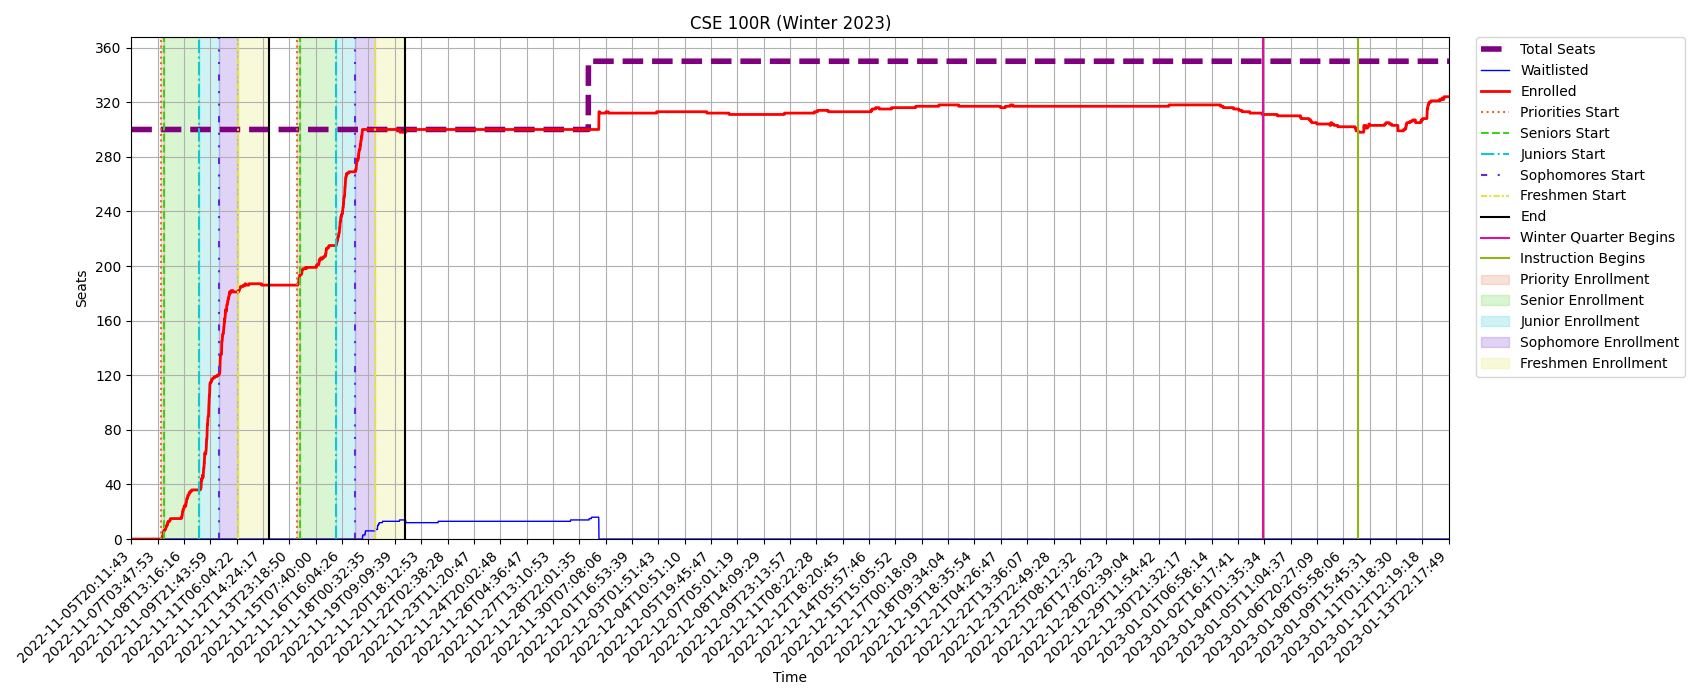 CSE 100R (Winter 2023)
Seats
360
320
280
240
200
160
120
80
40
0
2022-11-05T20:11:43
2022-11-07T03:47:53
2022-11-08T13:16:16
2022-11-09T21:43:59
2022-11-11T06:04:22
2022-11-12T14:24:17
2022-11-13T23:18:50
2022-11-15T07:40:00
2022-11-16T16:04:26
2022-11-18T00:32:35
2022-11-19T09:09:39
2022-11-20T18:12:53
2022-11-22T02:38:28
2022-11-23T11:20:47
2022-11-24T20:02:48
2022-11-26T04:36:47
2022-11-27T13:10:53
2022-11-28T22:01:35
2022-11-30T07:08:06
2022-12-01T16:53:39
2022-12-03T01:51:43
2022-12-04T10:51:10
2022-12-05T19:45:47
2022-12-07T05:01:19
2022-12-08T14:09:29
2022-12-09T23:13:57
2022-12-11T08:22:28
2022-12-12T18:20:45
2022-12-14T05:57:46
2022-12-15T15:05:52
2022-12-17T00:18:09
2022-12-18T09:34:04
2022-12-19T18:35:54
2022-12-21T04:26:47
2022-12-22T13:36:07
2022-12-23T22:49:28
2022-12-25T08:12:32
2022-12-26T17:26:23
2022-12-28T02:39:04
2022-12-29T11:54:42
2022-12-30T21:32:17
2023-01-01T06:58:14
2023-01-02T16:17:41
2023-01-04T01:35:34
2023-01-05T11:04:37
2023-01-06T20:27:09
2023-01-08T05:58:06
2023-01-09T15:45:31
2023-01-11T01:18:30
2023-01-12T12:19:18
2023-01-13T22:17:49
Time
Total Seats
Waitlisted
Enrolled
Priorities Start
Seniors Start
Juniors Start
Sophomores Start
Freshmen Start
End
Winter Quarter Begins
Instruction Begins
Priority Enrollment
Senior Enrollment
Junior Enrollment
Sophomore Enrollment
Freshmen Enrollment